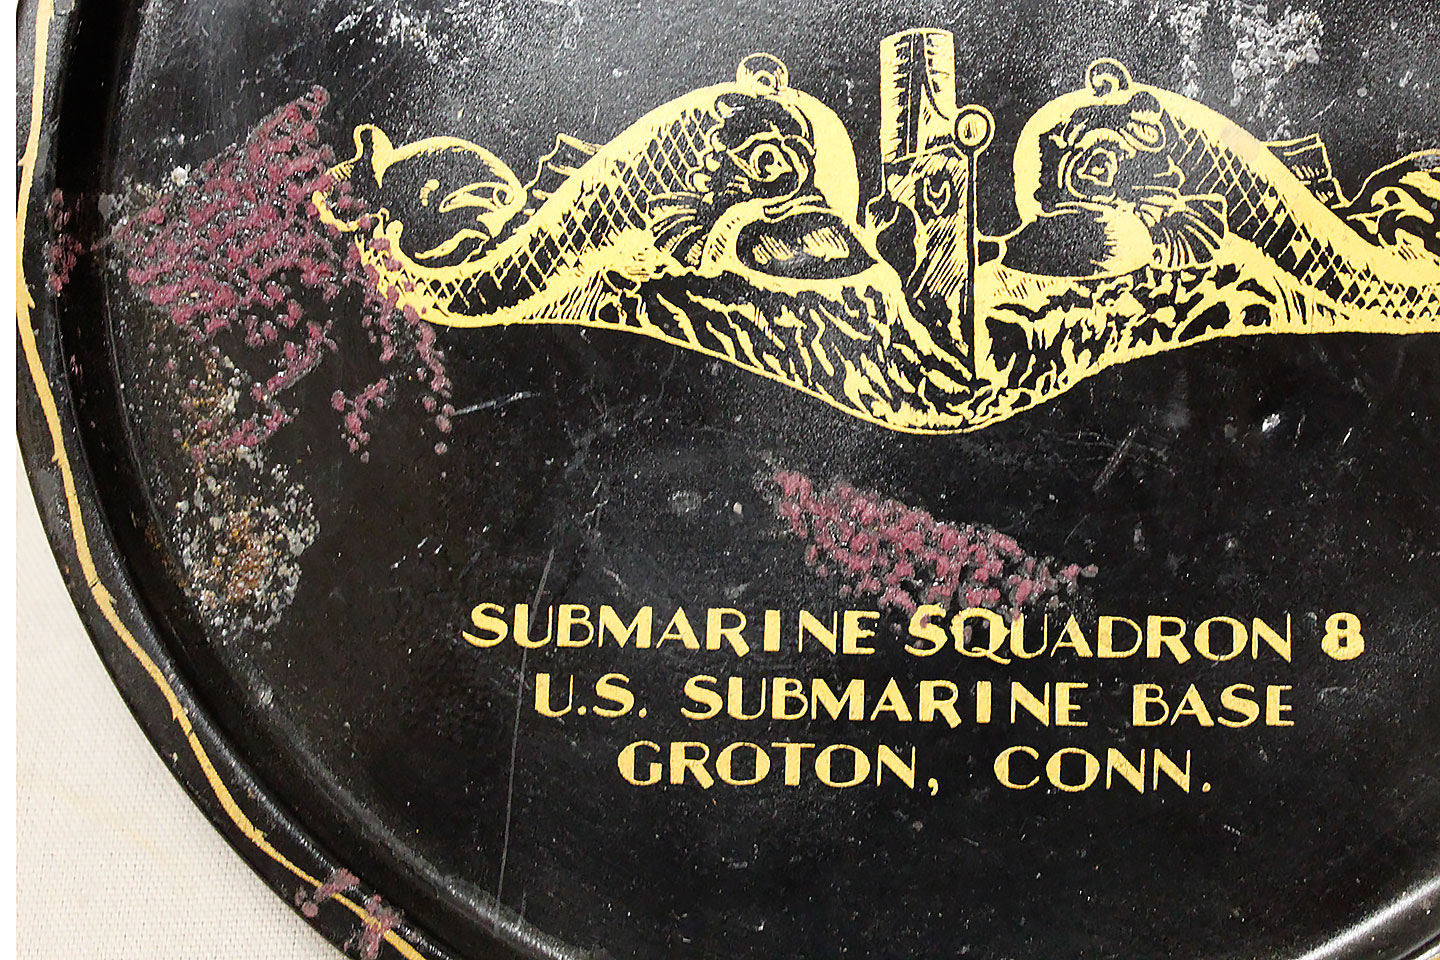 SUBMARINE SQUADRON 8
U.S. SUBMARINE BASE
GROTON, CONN.